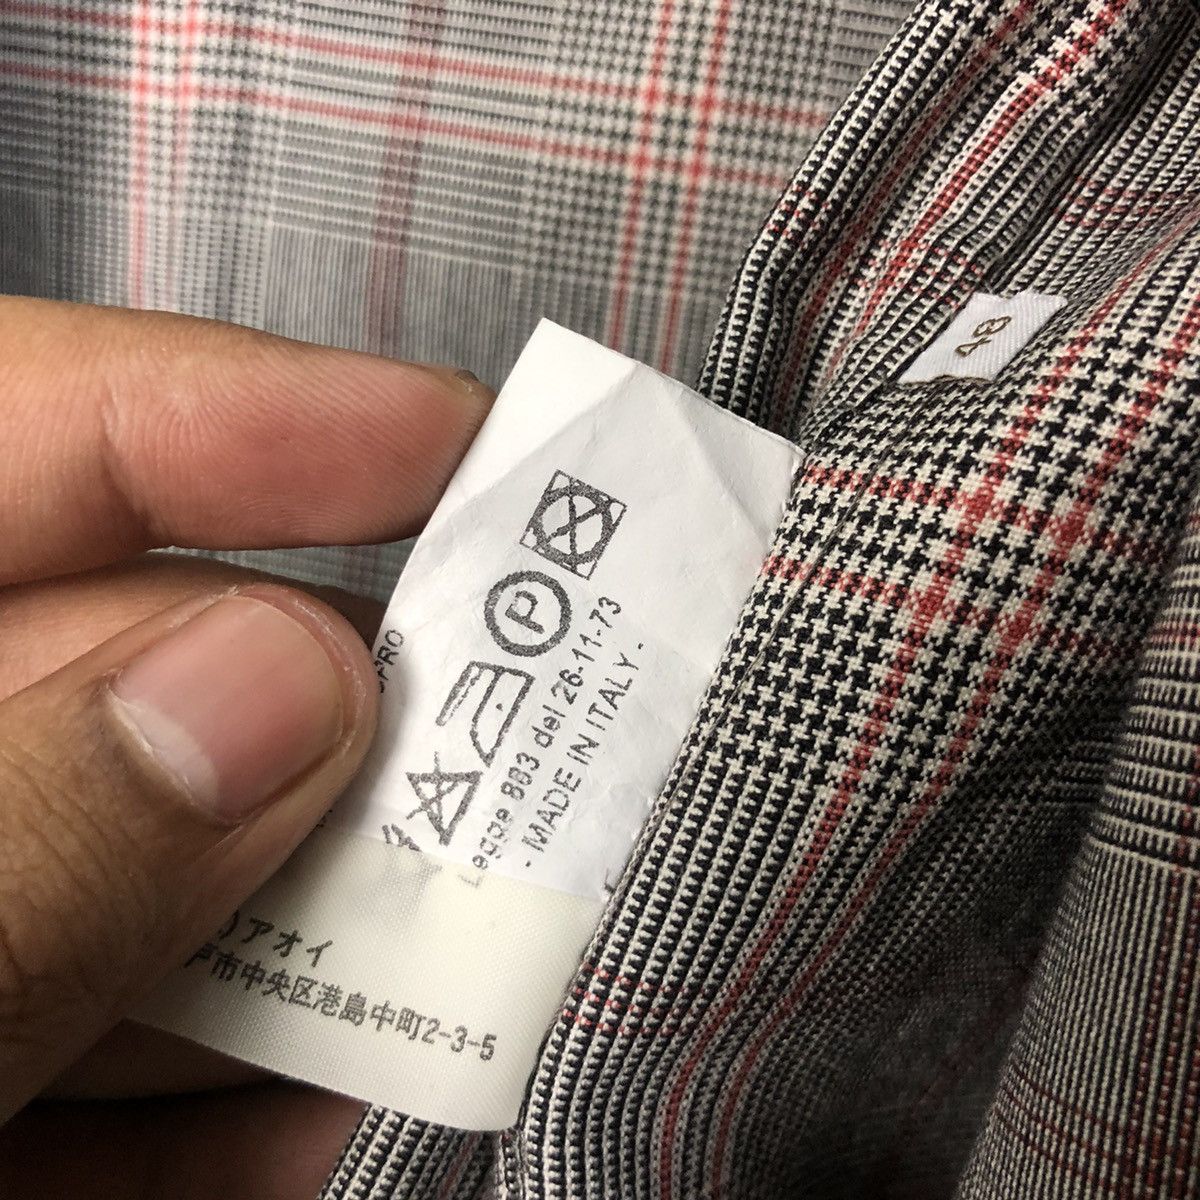 48
P
Legge 883 del 26-11-73
- MADE IN ITALY -
アオイ
戸市中央区港島中町2-3-5